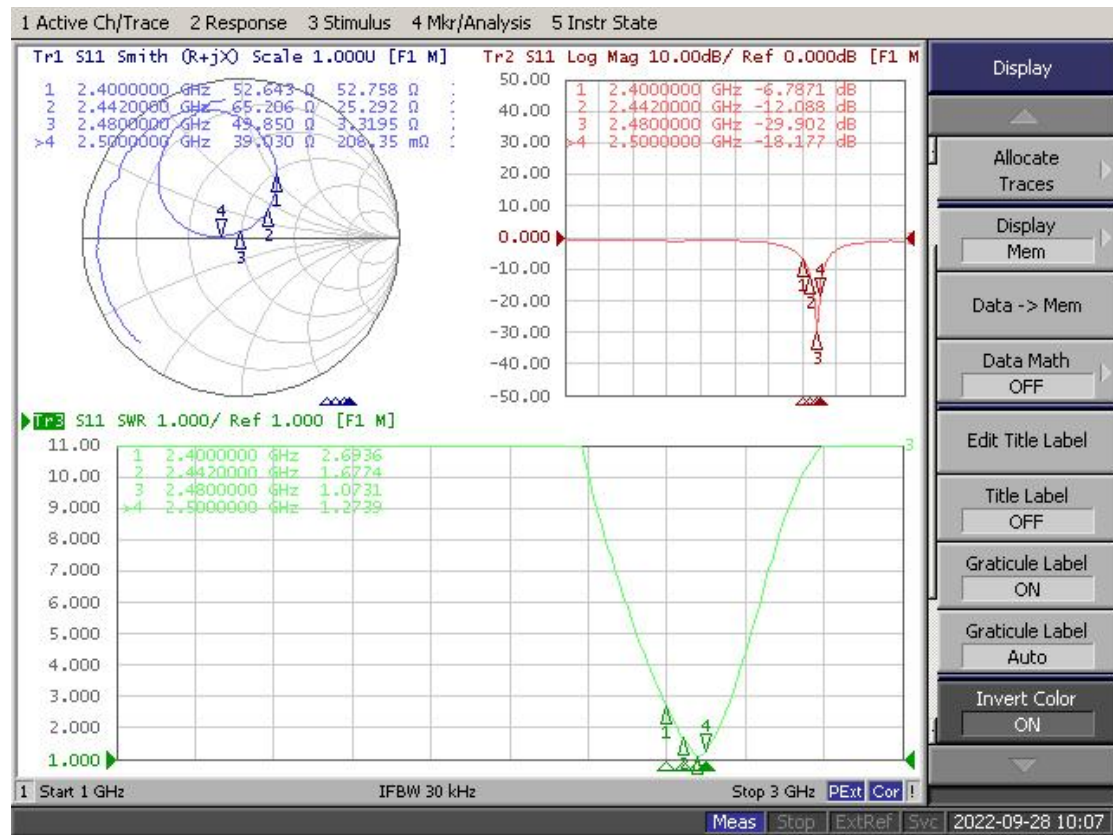 1 Active Ch/Trace 2 Response 3 Stimulus 4 Mkr/Analysis 5 Instr State
Tr1 S11 Smith (R+jX) Scale 1.000U [F1 M]
1 2.4000000 GHz 52.643 Ω 52.758 Ω
2 2.4420000 GHz 65.206 Ω 25.292 Ω
3 2.4800000 GHz 49.850 Ω 3.3195 Ω
>4 2.5000000 GHz 39.030 Ω 208.35 mΩ
4
1
2
3
Tr2 S11 Log Mag 10.00dB/ Ref 0.000dB [F1 M
50.00
40.00
30.00
20.00
10.00
0.000
-10.00
-20.00
-30.00
-40.00
-50.00
1 2.4000000 GHz -6.7871 dB
2 2.4420000 GHz -12.088 dB
3 2.4800000 GHz -29.902 dB
>4 2.5000000 GHz -18.177 dB
4
1
2
3
Tr3 S11 SWR 1.000/ Ref 1.000 [F1 M]
11.00
10.00
9.000
8.000
7.000
6.000
5.000
4.000
3.000
2.000
1.000
1 2.4000000 GHz 2.6936
2 2.4420000 GHz 1.6774
3 2.4800000 GHz 1.0731
>4 2.5000000 GHz 1.2739
3
4
1
1 Start 1 GHz IFBW 30 kHz Stop 3 GHz PExt Cor !
Display
Allocate
Traces
Display
Mem
Data -> Mem
Data Math
OFF
Edit Title Label
Title Label
OFF
Graticule Label
ON
Graticule Label
Auto
Invert Color
ON
Meas Stop ExtRef Svc 2022-09-28 10:07